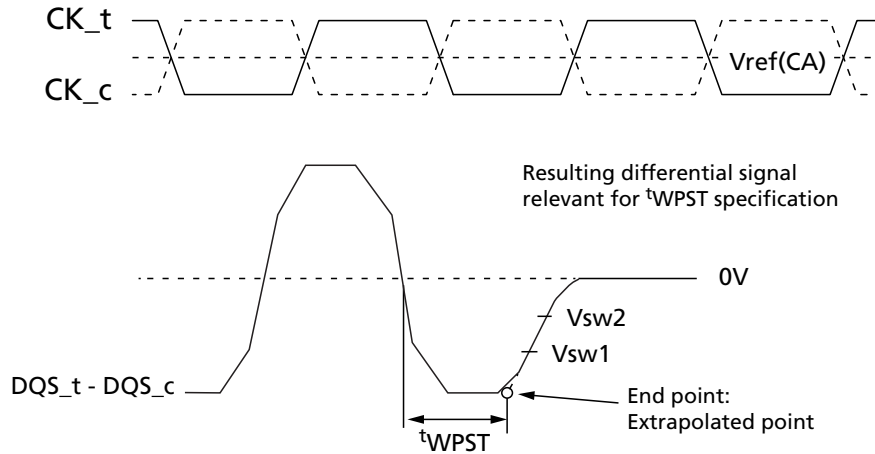 CK_t
Vref(CA)
CK_c
Resulting differential signal
relevant for tWPST specification
0V
Vsw2
Vsw1
DQS_t - DQS_c
End point:
Extrapolated point
tWPST